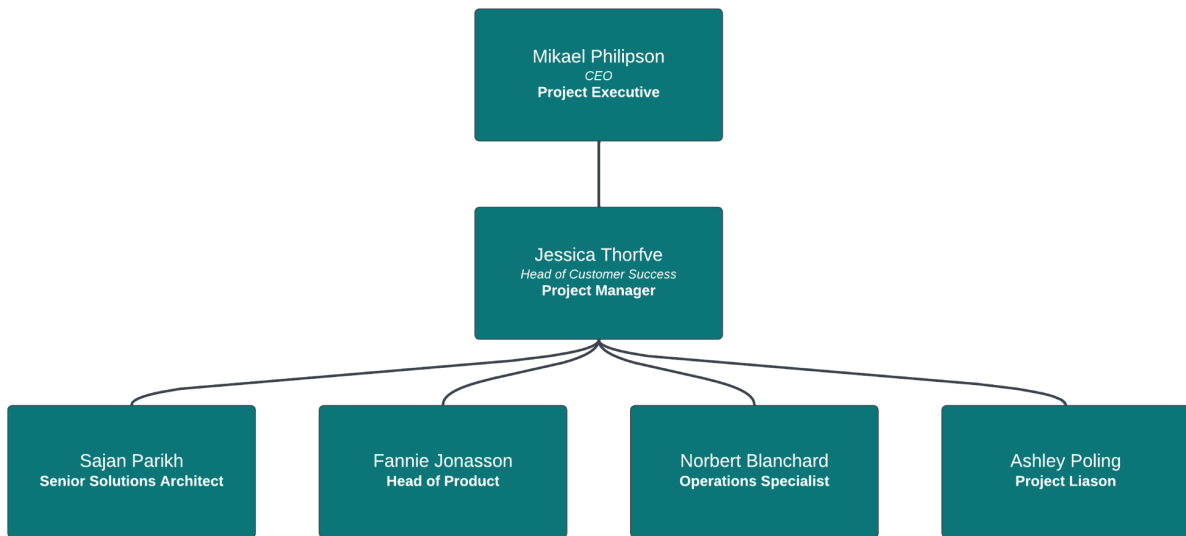 Mikael Philipson
CEO
Project Executive
Jessica Thorfve
Head of Customer Success
Project Manager
Sajan Parikh
Senior Solutions Architect
Fannie Jonasson
Head of Product
Norbert Blanchard
Operations Specialist
Ashley Poling
Project Liason